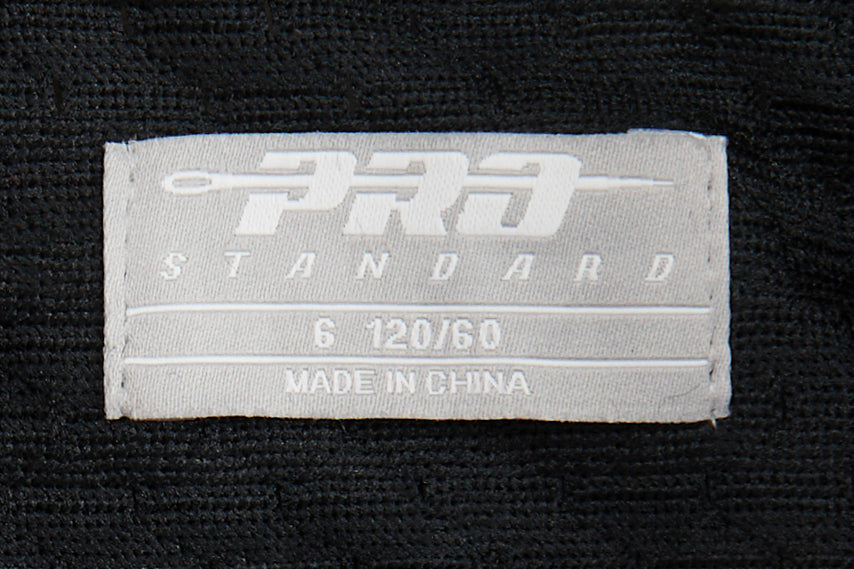 PRO
STANDARD
6 120/60
MADE IN CHINA